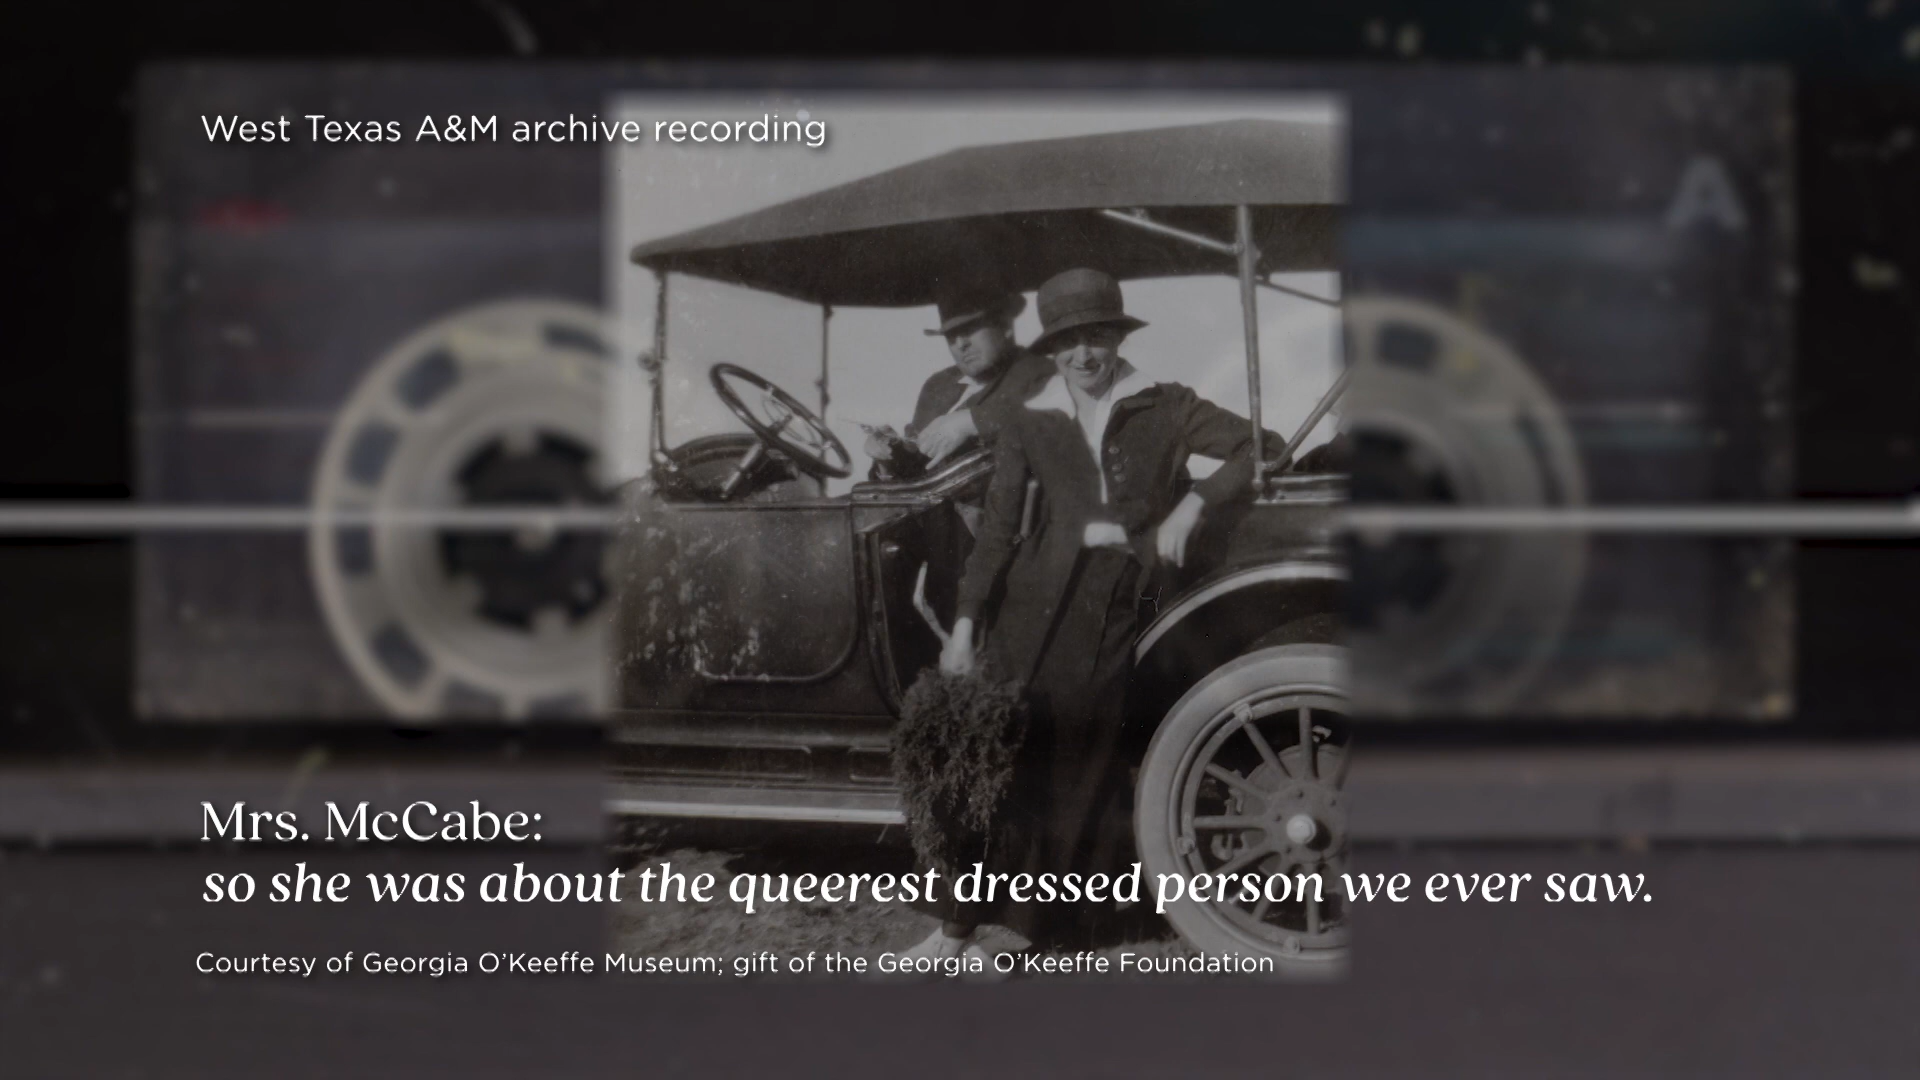 West Texas A&M archive recording
A
Mrs. McCabe:
so she was about the queerest dressed person we ever saw.
Courtesy of Georgia O'Keeffe Museum; gift of the Georgia O'Keeffe Foundation